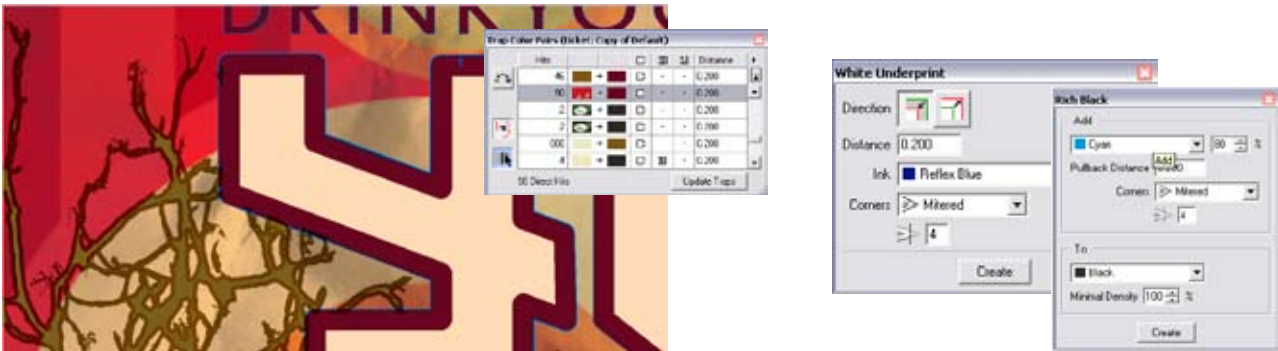 DRINKYOU
Trap Color Pairs (Ticket: Copy of Default)
Hits Distance
46 → 0.200
90 → - - 0.200
2 → - - 0.200
2 → - - 0.200
000 → - 0.200
4 → - 0.200
90 Direct Hits Update Traps
White Underprint
Direction
Distance 0.200
Ink Reflex Blue
Corners Mitered
4
Create
Rich Black
Add
Cyan 80 %
Add
Pullback Distance
Corners Mitered
4
To
Black
Minimal Density 100 %
Create